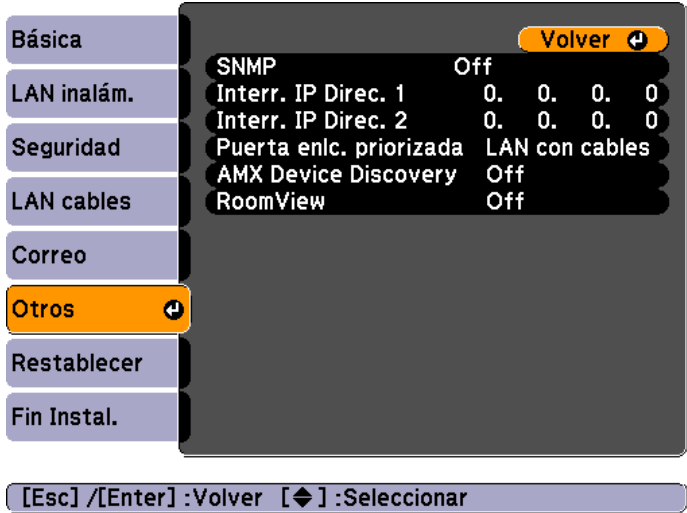 Básica
LAN inalám.
Seguridad
LAN cables
Correo
Otros
Restablecer
Fin Instal.
Volver
SNMP Off
Interr. IP Direc. 1 0. 0. 0. 0
Interr. IP Direc. 2 0. 0. 0. 0
Puerta enlc. priorizada LAN con cables
AMX Device Discovery Off
RoomView Off
[Esc] /[Enter] :Volver [◆] :Seleccionar